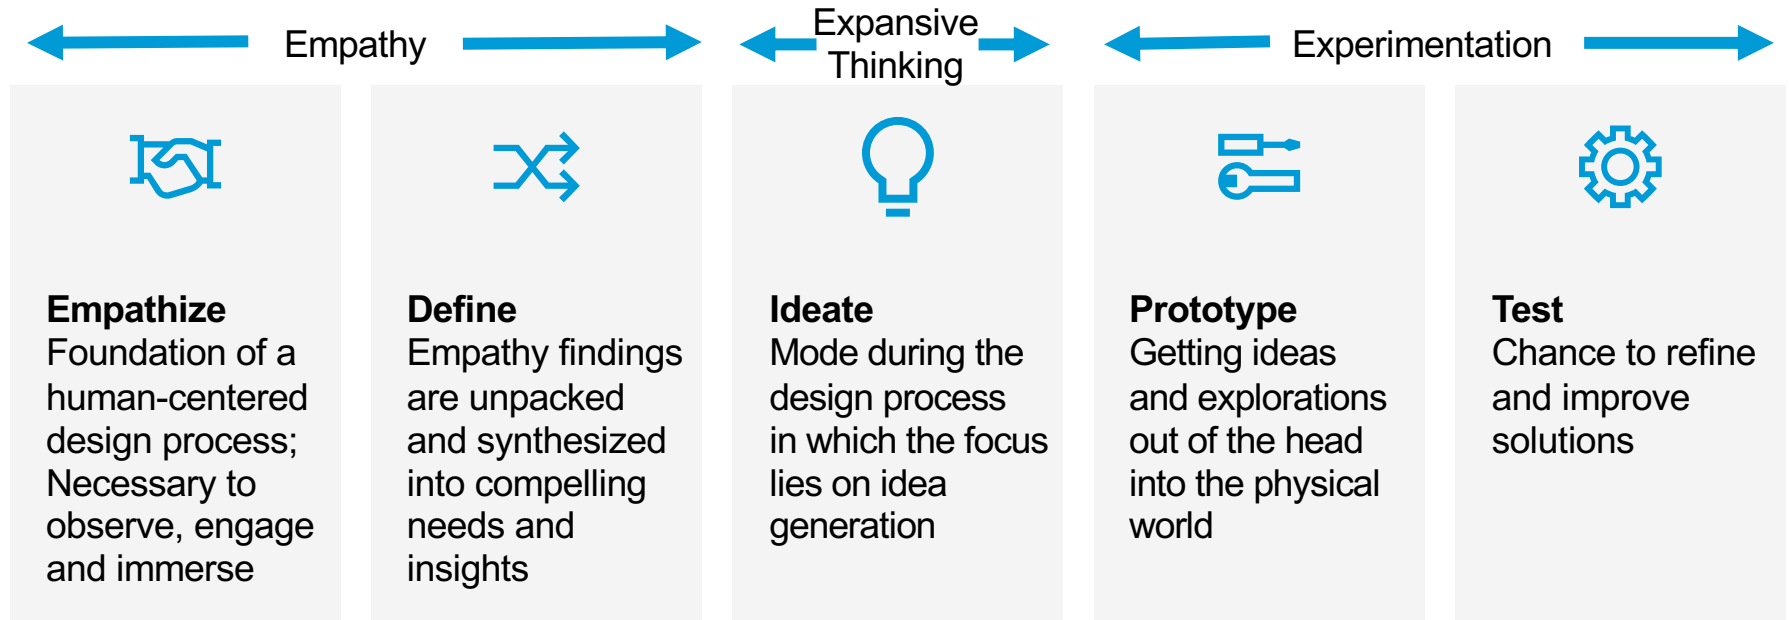 Empathy
Expansive
Thinking
Experimentation
Empathize
Foundation of a
human-centered
design process;
Necessary to
observe, engage
and immerse
Define
Empathy findings
are unpacked
and synthesized
into compelling
needs and
insights
Ideate
Mode during the
design process
in which the focus
lies on idea
generation
Prototype
Getting ideas
and explorations
out of the head
into the physical
world
Test
Chance to refine
and improve
solutions